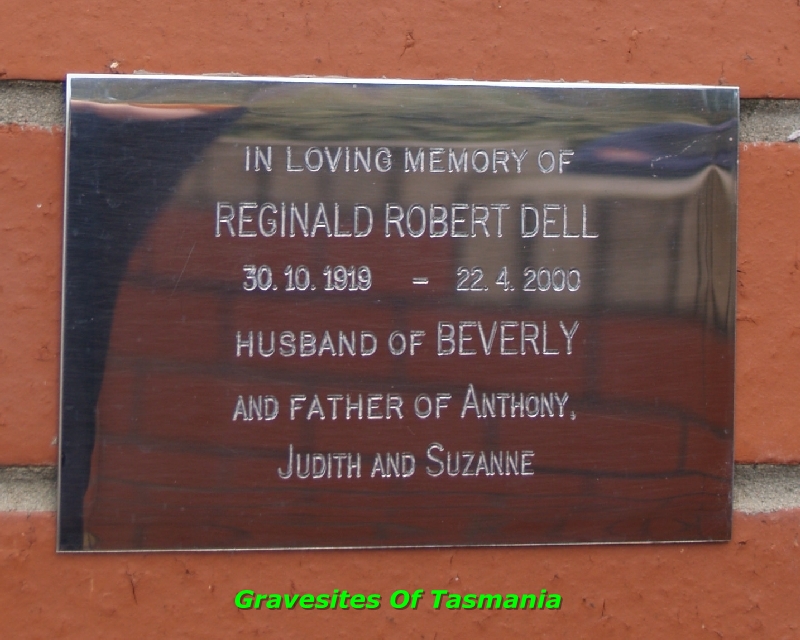 IN LOVING MEMORY OF
REGINALD ROBERT DELL
30.10.1919 - 22.4.2000
HUSBAND OF BEVERLY
AND FATHER OF ANTHONY,
JUDITH AND SUZANNE
Gravesites Of Tasmania